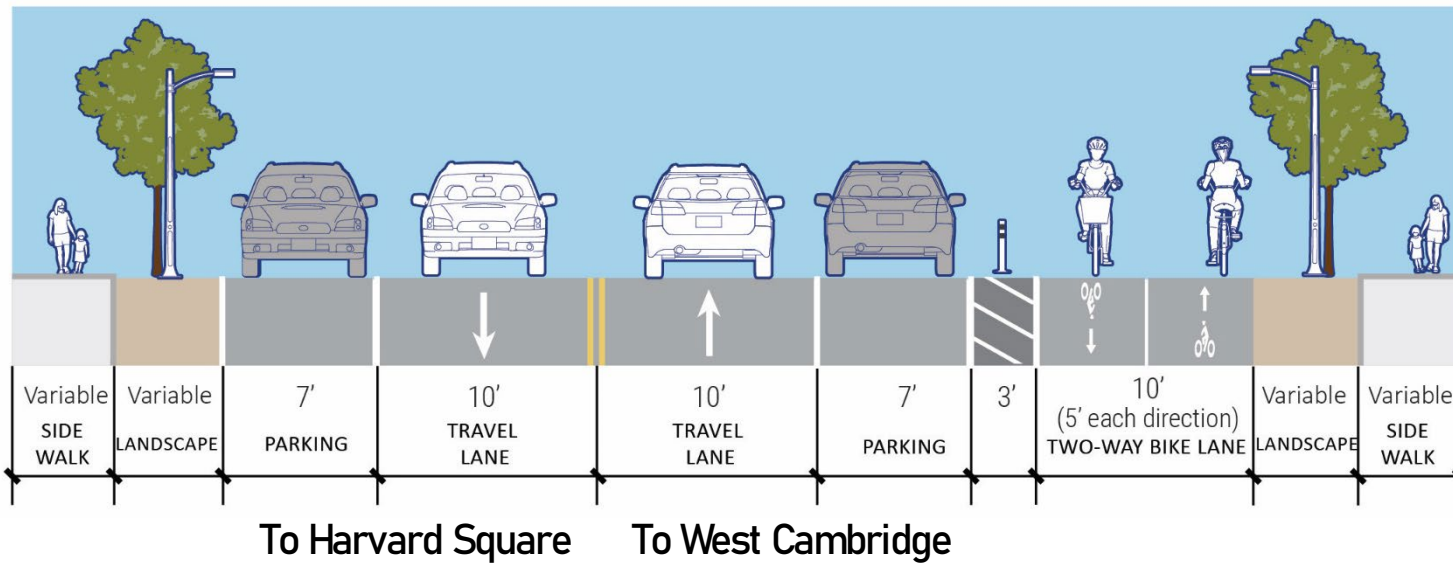 Variable
SIDE
WALK
Variable
LANDSCAPE
7’
PARKING
10’
TRAVEL
LANE
10’
TRAVEL
LANE
7’
PARKING
3’
10’
(5’ each direction)
TWO-WAY BIKE LANE
Variable
LANDSCAPE
Variable
SIDE
WALK
To Harvard Square
To West Cambridge